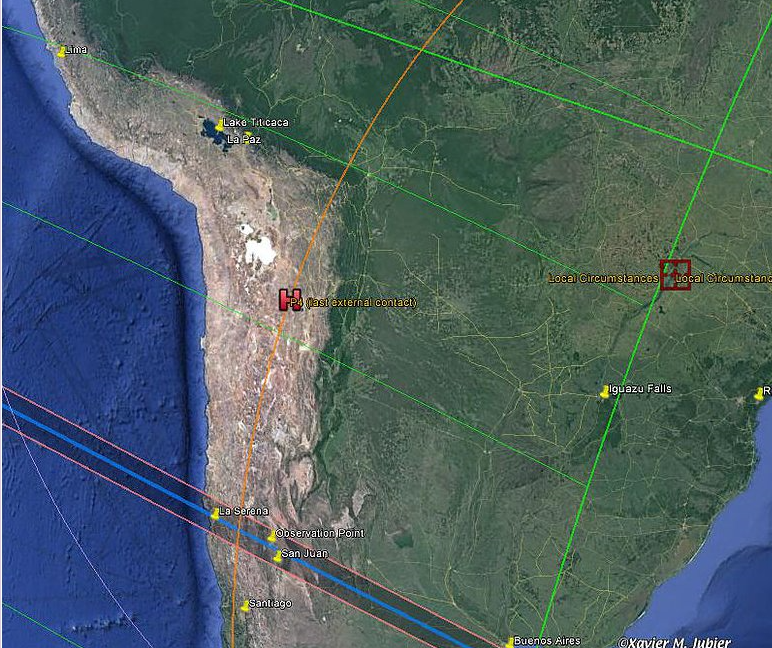 Lima
Lake Titicaca
La Paz
Local Circumstances
Local Circumstanc
P4 (last external contact)
Iguazu Falls
R
La Serena
Observation Point
San Juan
Santiago
Buenos Aires
©Xavier M. Jubier